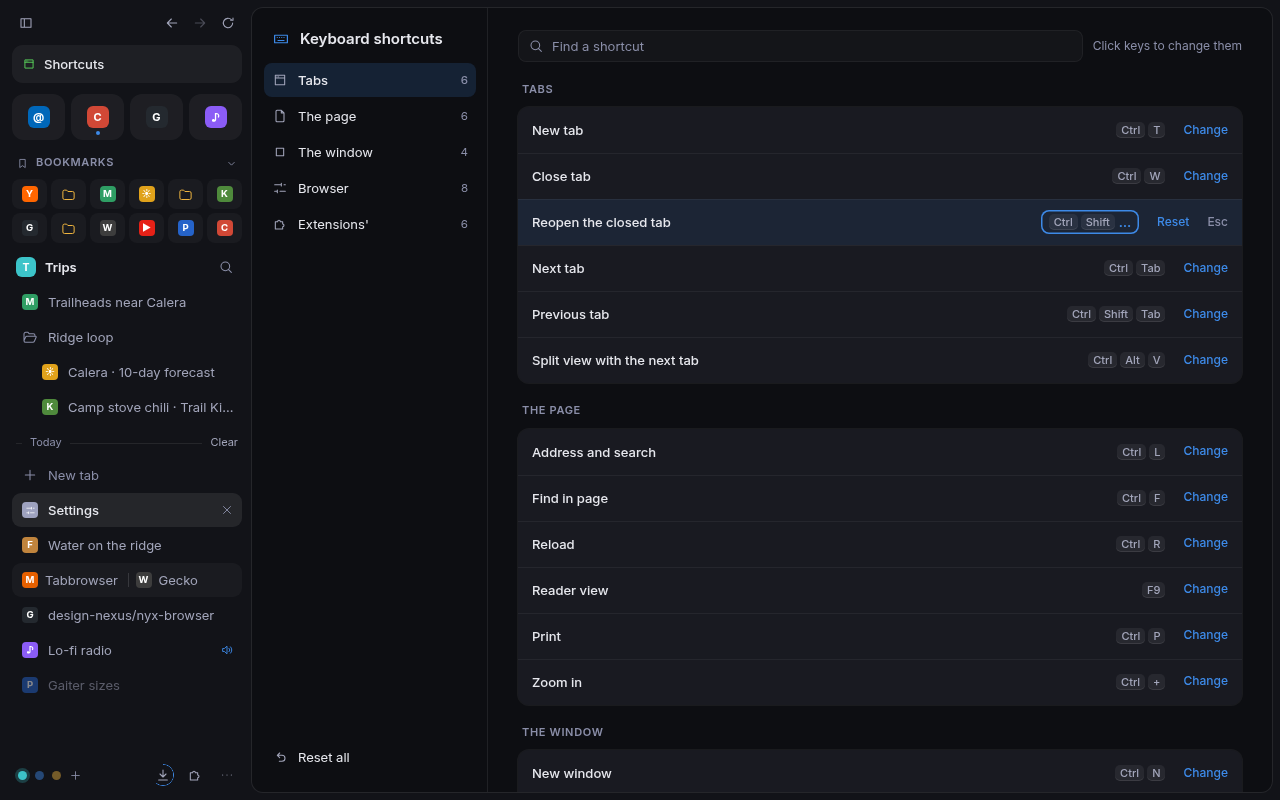 Shortcuts
@ C G
BOOKMARKS
Y M K
G W P C
T Trips
M Trailheads near Calera
Ridge loop
Calera · 10-day forecast
K Camp stove chili · Trail Ki...
Today Clear
New tab
Settings
F Water on the ridge
M Tabbrowser W Gecko
G design-nexus/nyx-browser
Lo-fi radio
P Gaiter sizes
Keyboard shortcuts
Tabs 6
The page 6
The window 4
Browser 8
Extensions' 6
Reset all
Find a shortcut Click keys to change them
TABS
New tab Ctrl T Change
Close tab Ctrl W Change
Reopen the closed tab Ctrl Shift ... Reset Esc
Next tab Ctrl Tab Change
Previous tab Ctrl Shift Tab Change
Split view with the next tab Ctrl Alt V Change
THE PAGE
Address and search Ctrl L Change
Find in page Ctrl F Change
Reload Ctrl R Change
Reader view F9 Change
Print Ctrl P Change
Zoom in Ctrl + Change
THE WINDOW
New window Ctrl N Change